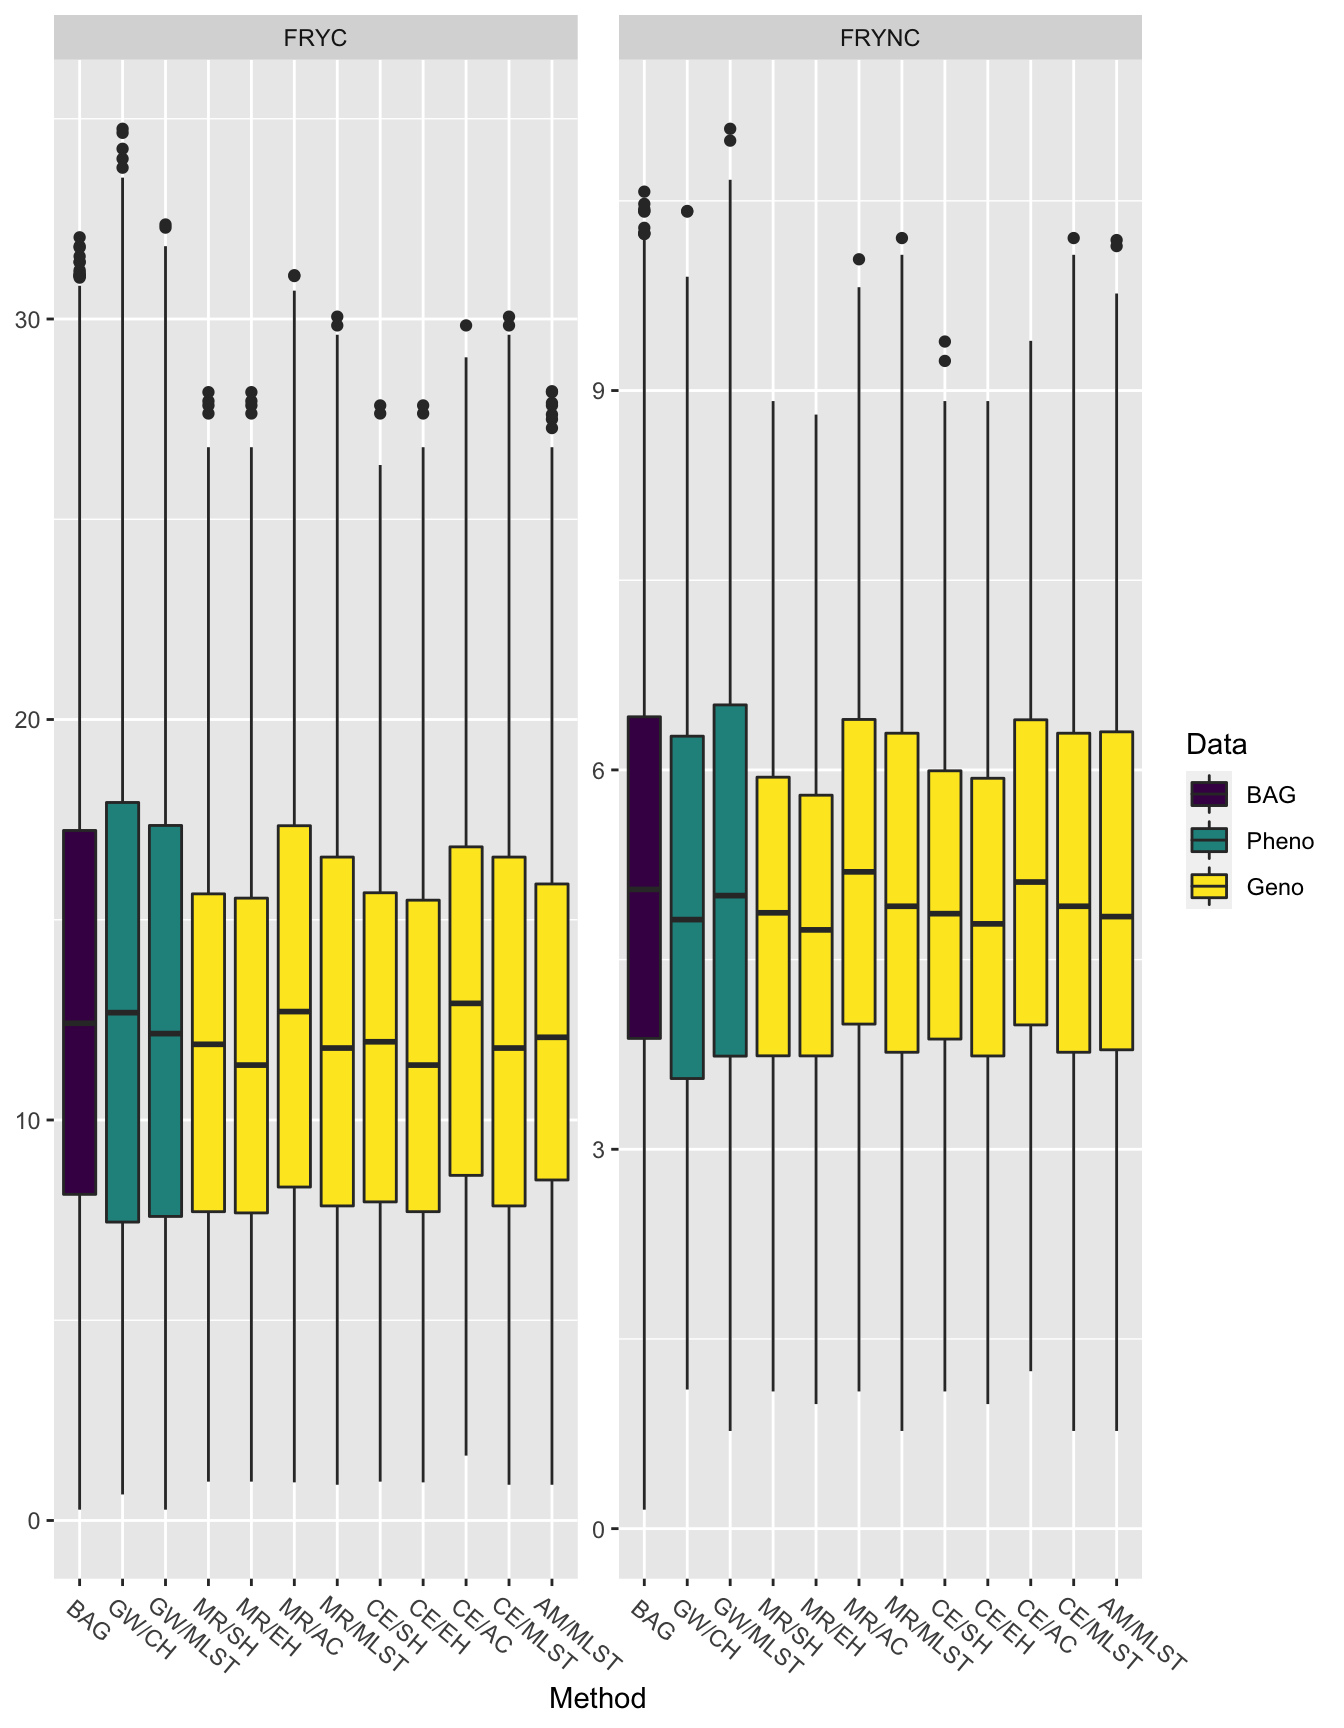 FRYC
FRYNC
30
20
10
0
9
6
3
0
BAG
GW/CH
GW/MLST
MR/SH
MR/EH
MR/AC
MR/MLST
CE/SH
CE/EH
CE/AC
CE/MLST
AM/MLST
BAG
GW/CH
GW/MLST
MR/SH
MR/EH
MR/AC
MR/MLST
CE/SH
CE/EH
CE/AC
CE/MLST
AM/MLST
Method
Data
BAG
Pheno
Geno